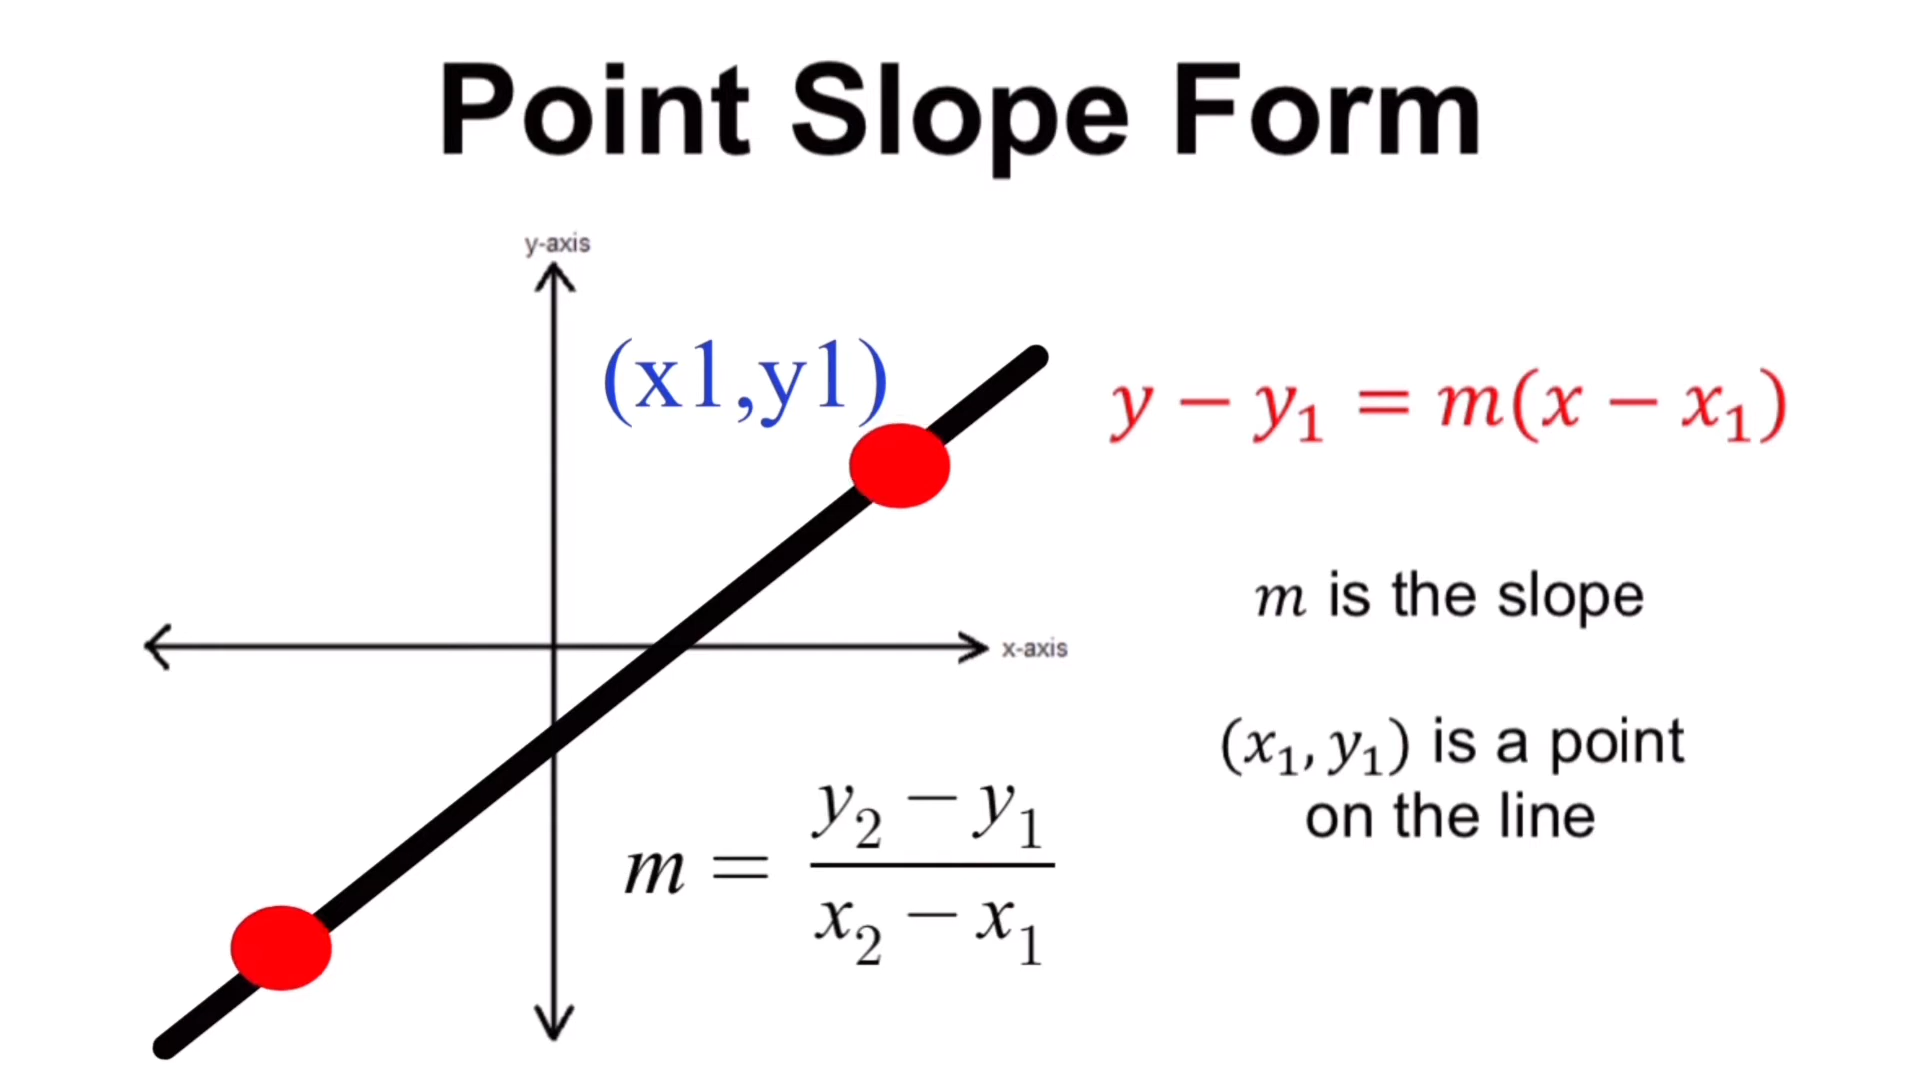 Point Slope Form
y-axis
(x1,y1)
y − y₁ = m(x − x₁)
m is the slope
x-axis
(x₁, y₁) is a point
on the line
m = \frac{y₂ − y₁}{x₂ − x₁}